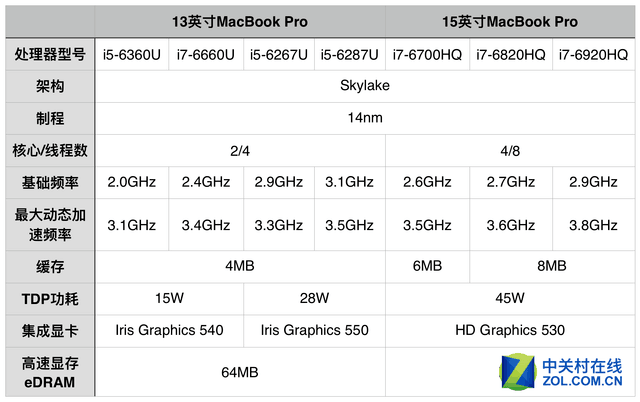 13英寸MacBook Pro 15英寸MacBook Pro
处理器型号 i5-6360U i7-6660U i5-6267U i5-6287U i7-6700HQ i7-6820HQ i7-6920HQ
架构 Skylake
制程 14nm
核心/线程数 2/4 4/8
基础频率 2.0GHz 2.4GHz 2.9GHz 3.1GHz 2.6GHz 2.7GHz 2.9GHz
最大动态加
速频率 3.1GHz 3.4GHz 3.3GHz 3.5GHz 3.5GHz 3.6GHz 3.8GHz
缓存 4MB 6MB 8MB
TDP功耗 15W 28W 45W
集成显卡 Iris Graphics 540 Iris Graphics 550 HD Graphics 530
高速显存
eDRAM 64MB
中关村在线
ZOL.COM.CN